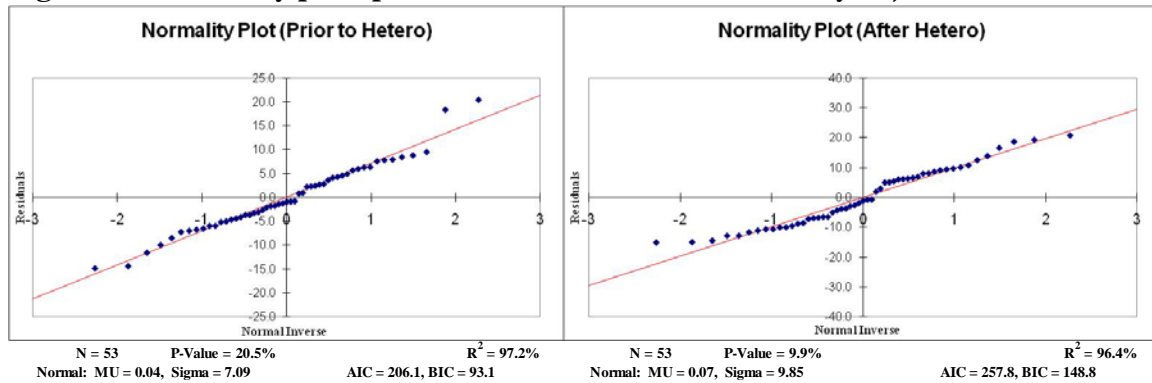 Normality Plot (Prior to Hetero)
25.0
20.0
15.0
10.0
5.0
0.0
-3 -2 -1 0 1 2 3
-5.0
-10.0
-15.0
-20.0
-25.0
Residuals
Normal Inverse
N = 53 P-Value = 20.5% R² = 97.2%
Normal: MU = 0.04, Sigma = 7.09 AIC = 206.1, BIC = 93.1
Normality Plot (After Hetero)
40.0
30.0
20.0
10.0
0.0
-3 -2 -1 0 1 2 3
-10.0
-20.0
-30.0
-40.0
Residuals
Normal Inverse
N = 53 P-Value = 9.9% R² = 96.4%
Normal: MU = 0.07, Sigma = 9.85 AIC = 257.8, BIC = 148.8